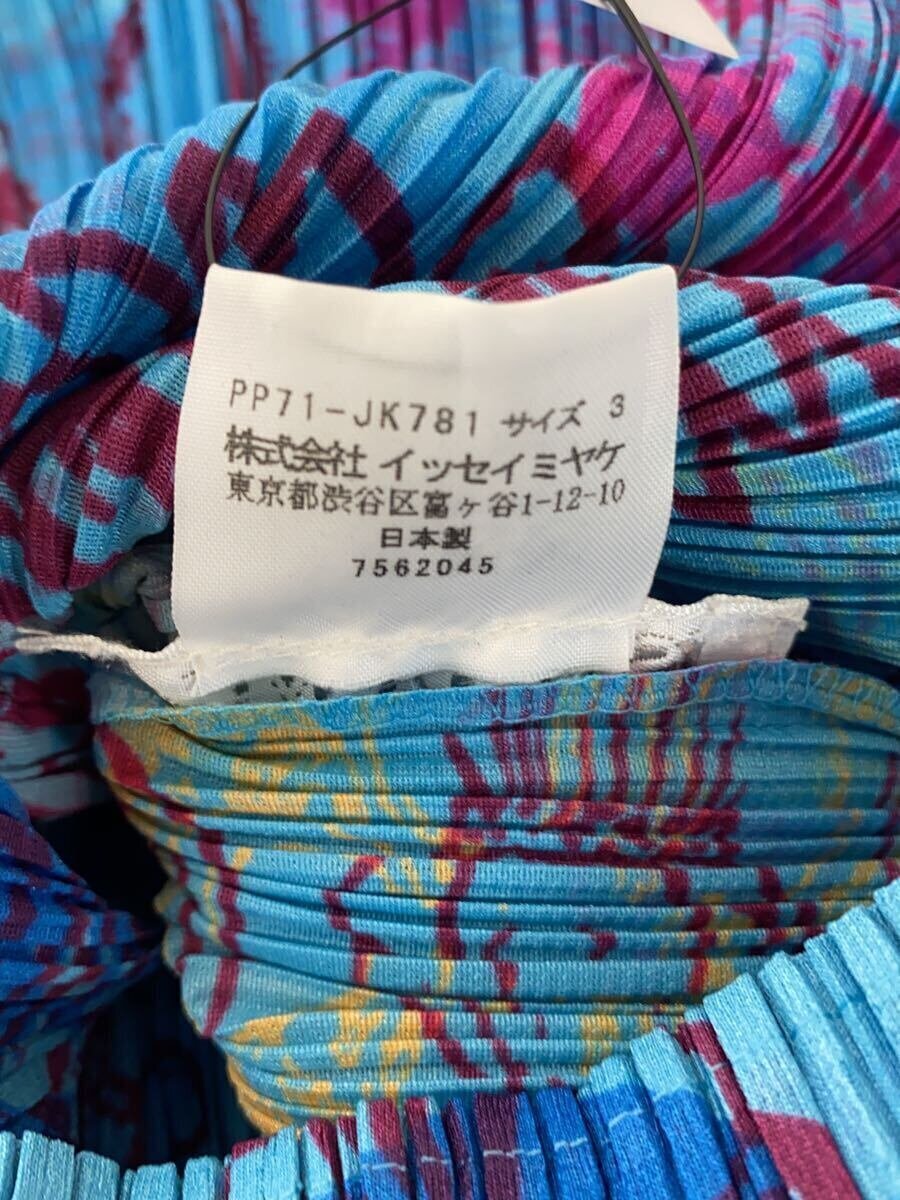 PP71-JK781 サイズ 3
株式会社 イッセイミヤケ
東京都渋谷区富ヶ谷1-12-10
日本製
7562045